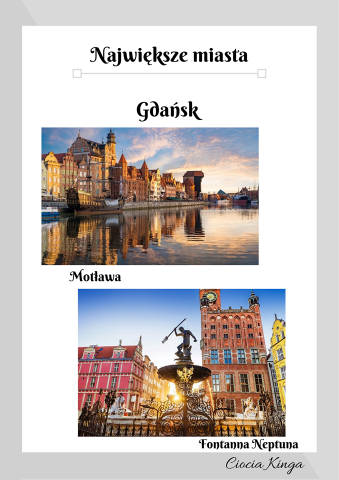 Największe miasta
Gdańsk
Motława
Fontanna Neptuna
Ciocia Kinga